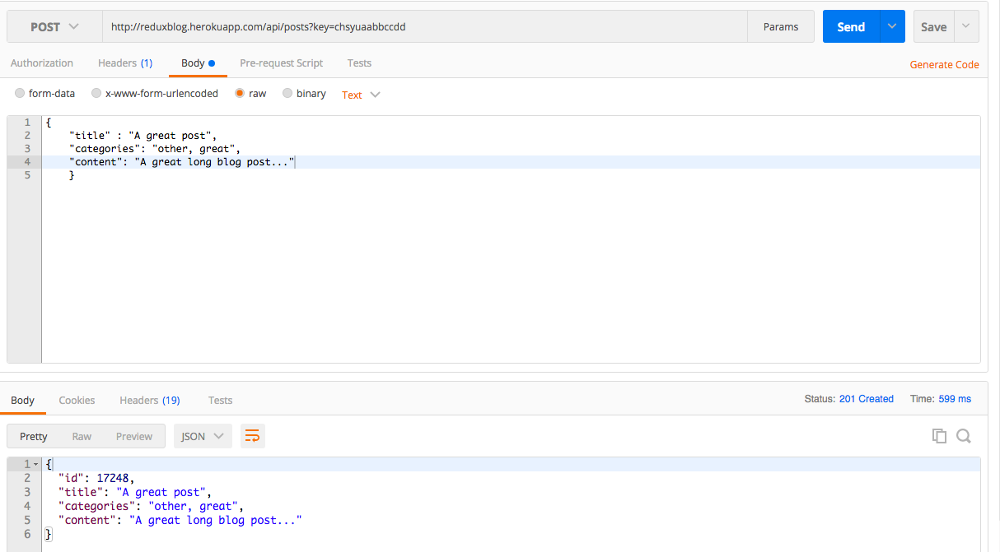 POST http://reduxblog.herokuapp.com/api/posts?key=chsyuaabbccdd Params Send Save
Authorization Headers (1) Body Pre-request Script Tests Generate Code
form-data x-www-form-urlencoded raw binary Text
1 {
2 "title" : "A great post",
3 "categories": "other, great",
4 "content": "A great long blog post..."
5 }
Body Cookies Headers (19) Tests Status: 201 Created Time: 599 ms
Pretty Raw Preview JSON
1 {
2 "id": 17248,
3 "title": "A great post",
4 "categories": "other, great",
5 "content": "A great long blog post..."
6 }